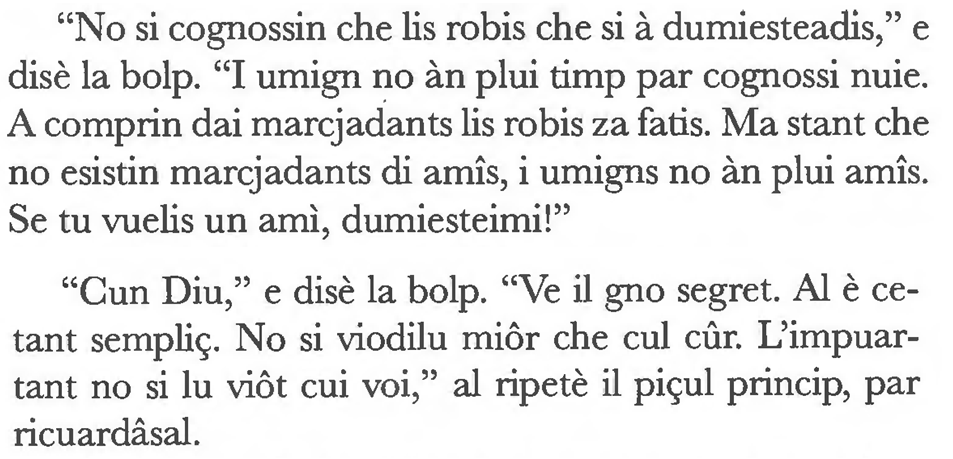 “No si cognossin che lis robis che si à dumiesteadis,” e
disè la bolp. “I umign no àn plui timp par cognossi nuie.
A comprin dai marcjadants lis robis za fatis. Ma stant che
no esistin marcjadants di amîs, i umigns no àn plui amîs.
Se tu vuelis un amì, dumiesteimi!”
“Cun Diu,” e disè la bolp. “Ve il gno segret. Al è ce-
tant sempliç. No si viodilu miôr che cul cûr. L’impuar-
tant no si lu viôt cui voi,” al ripetè il piçul princip, par
ricuardâsal.